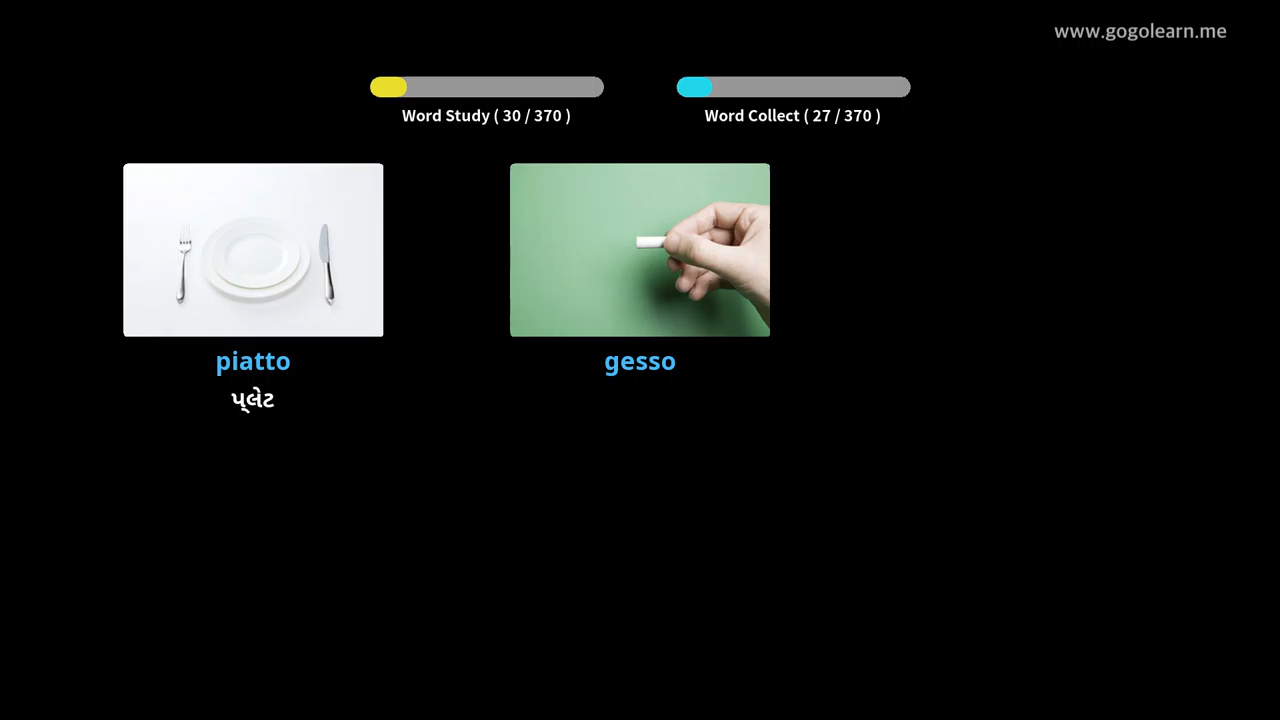 www.gogolearn.me
Word Study ( 30 / 370 )
Word Collect ( 27 / 370 )
piatto
પ્લેટ
gesso